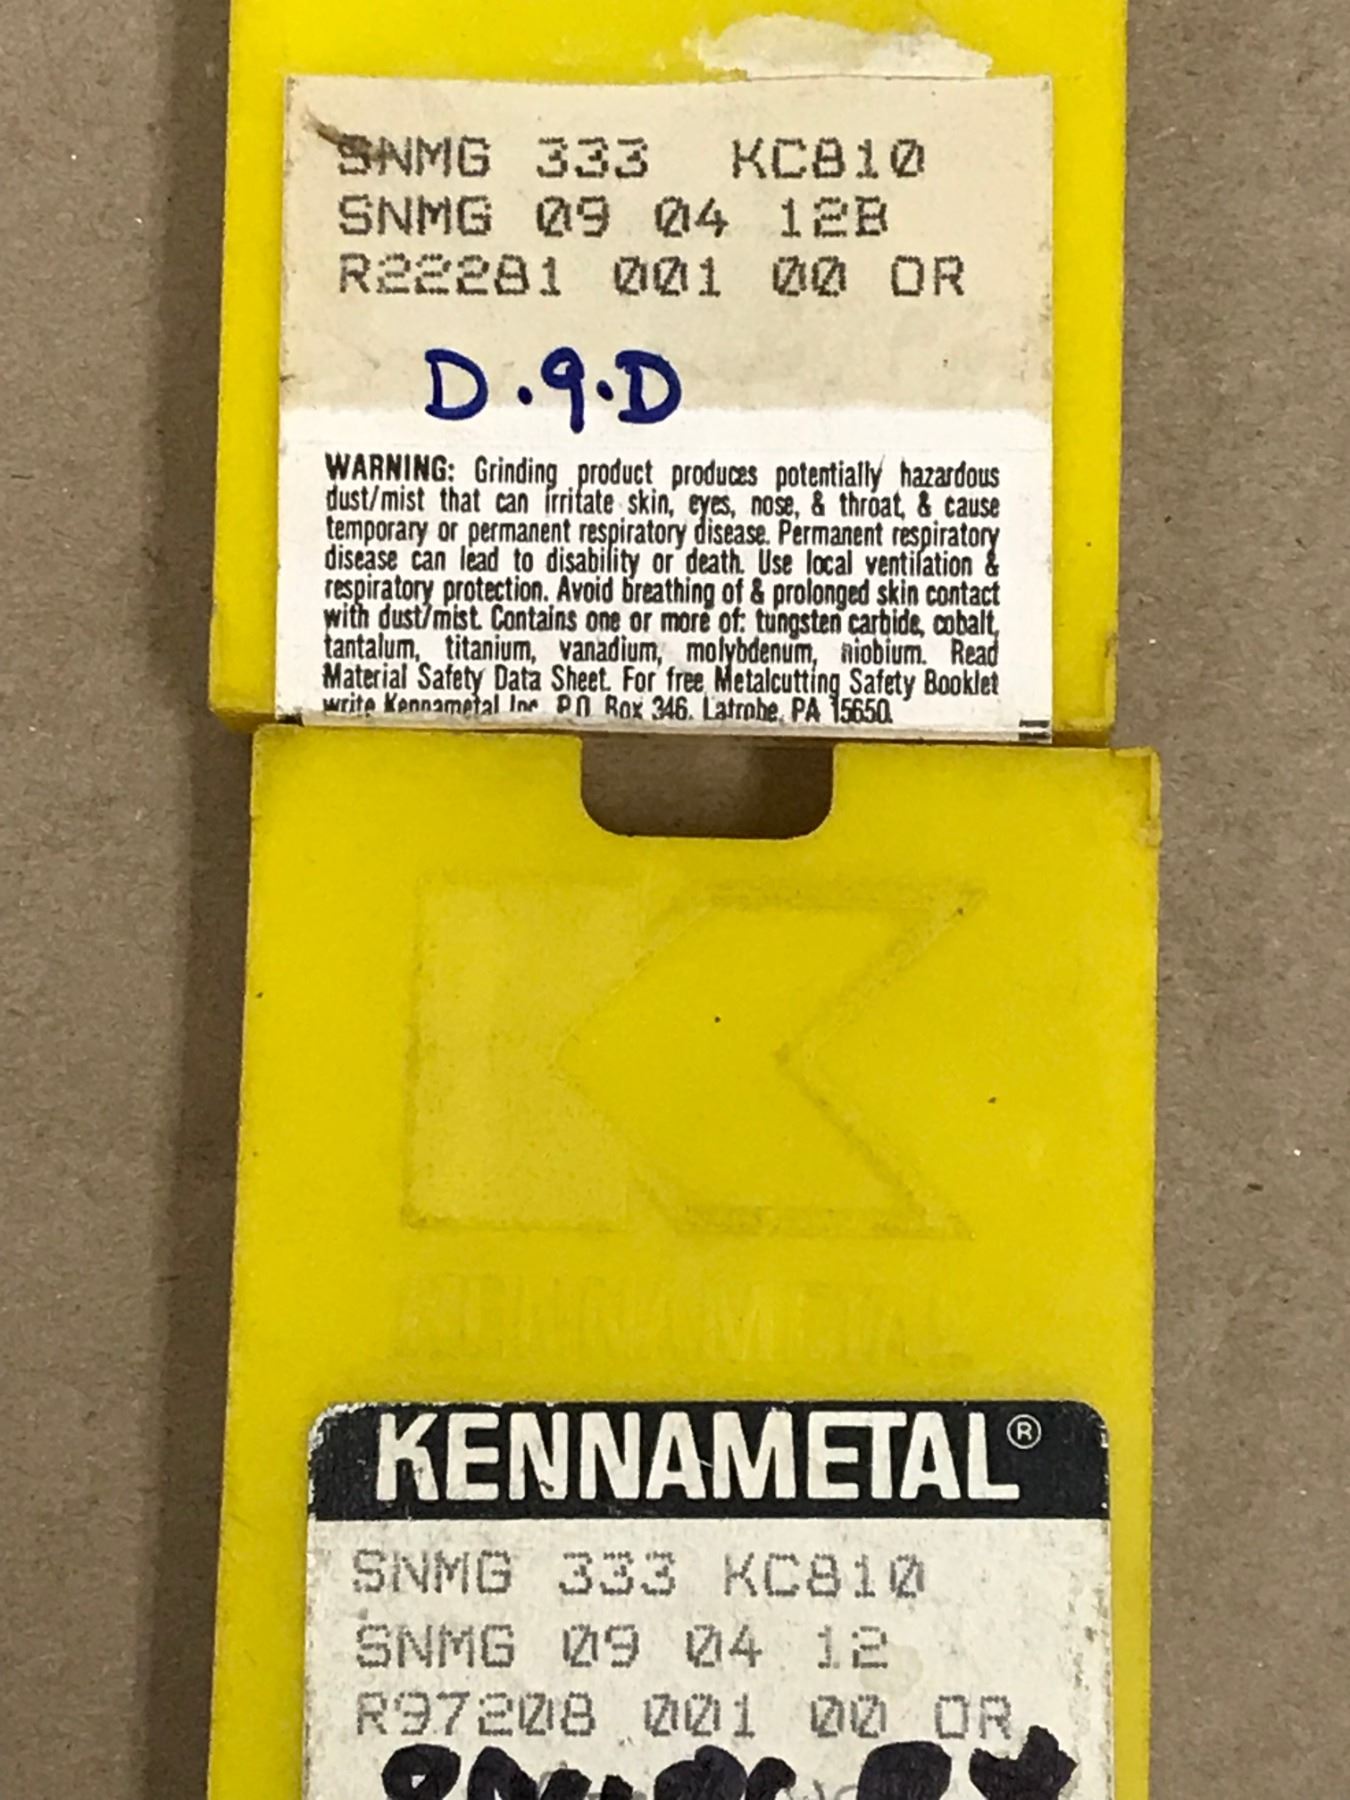 SNMG 333 KC810
SNMG 09 04 12B
R22281 001 00 OR
D.9.D
WARNING: Grinding product produces potentially hazardous
dust/mist that can irritate skin, eyes, nose, & throat, & cause
temporary or permanent respiratory disease. Permanent respiratory
disease can lead to disability or death. Use local ventilation &
respiratory protection. Avoid breathing of & prolonged skin contact
with dust/mist. Contains one or more of: tungsten carbide, cobalt,
tantalum, titanium, vanadium, molybdenum, niobium. Read
Material Safety Data Sheet. For free Metalcutting Safety Booklet
write Kennametal Inc. P.O. Box 346, Latrobe, PA 15650.
KENNAMETAL
KENNAMETAL®
SNMG 333 KC810
SNMG 09 04 12
R97208 001 00 OR